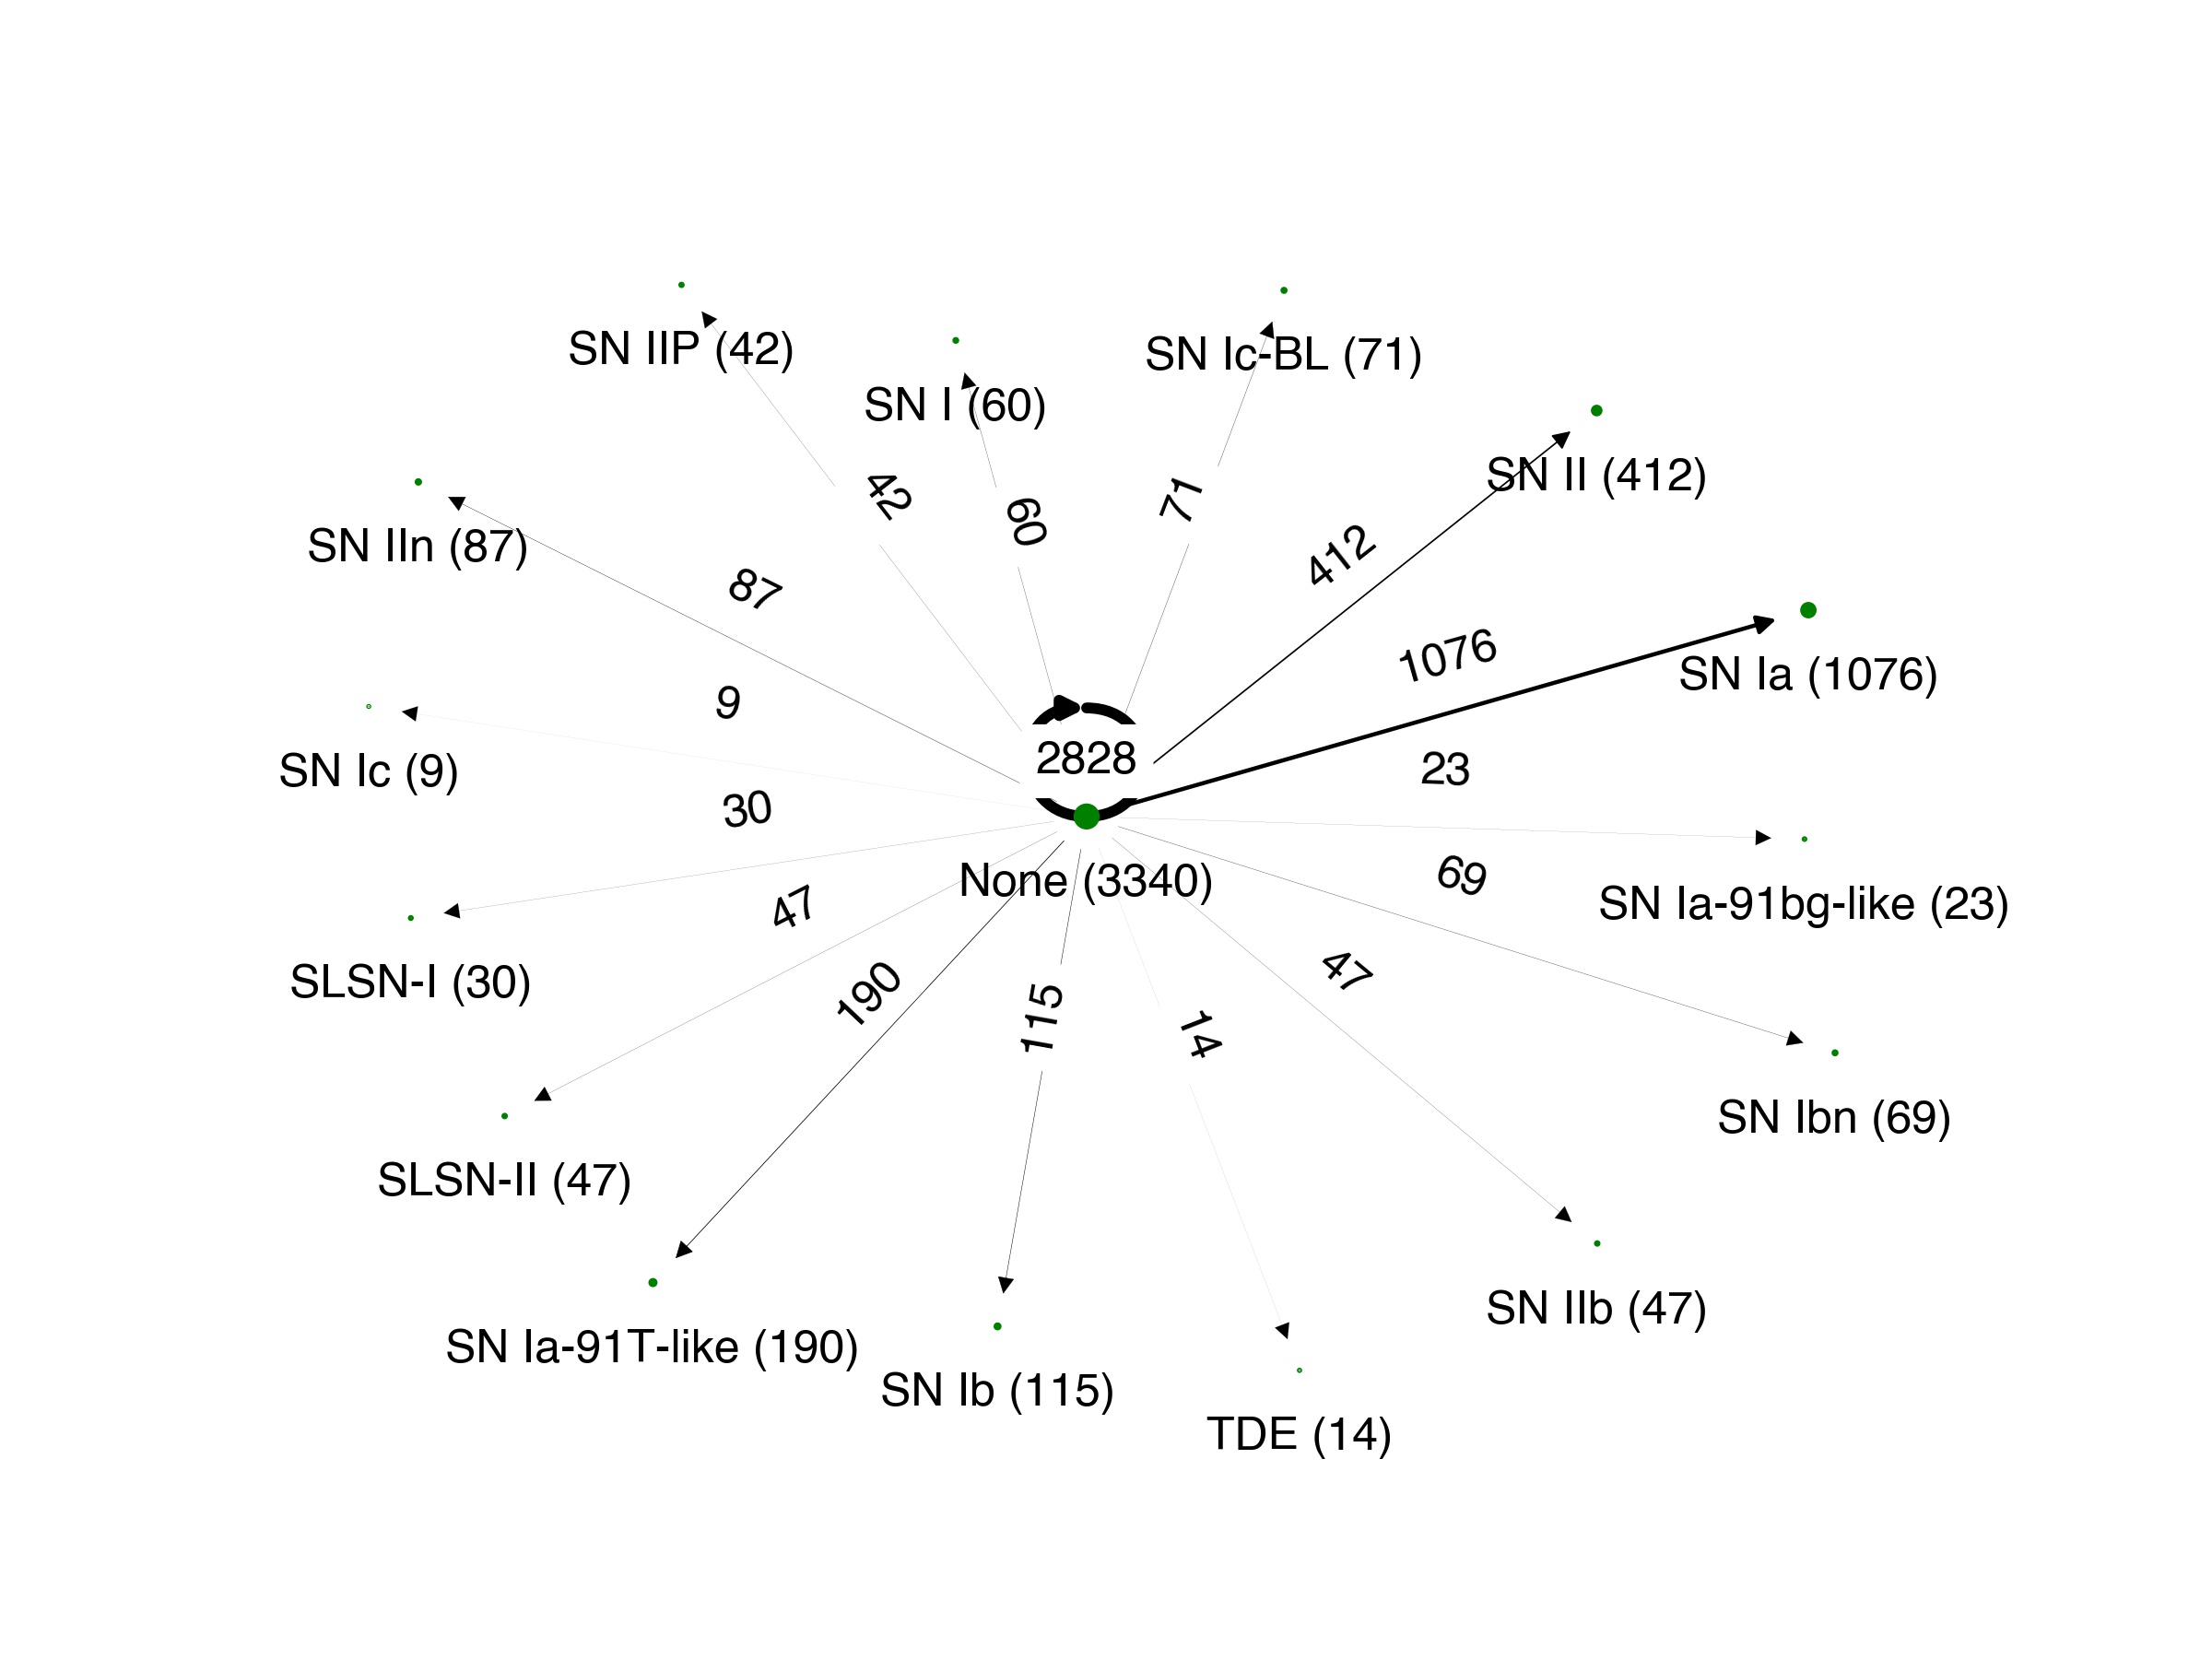 SN IIP (42)
SN Ic-BL (71)
SN I (60)
SN II (412)
42
60
71
SN IIn (87)
412
87
1076
SN Ia (1076)
9
2828
23
SN Ic (9)
30
None (3340)
69
SN Ia-91bg-like (23)
47
SLSN-I (30)
190
115
14
47
SN Ibn (69)
SLSN-II (47)
SN IIb (47)
SN Ia-91T-like (190)
SN Ib (115)
TDE (14)